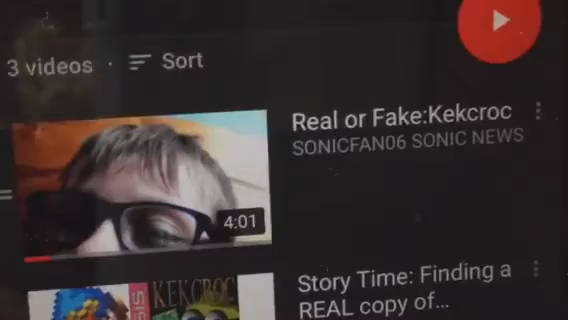 3 videos · Sort
Real or Fake:Kekcroc
SONICFAN06 SONIC NEWS
4:01
Story Time: Finding a
REAL copy of...
KEKCROC